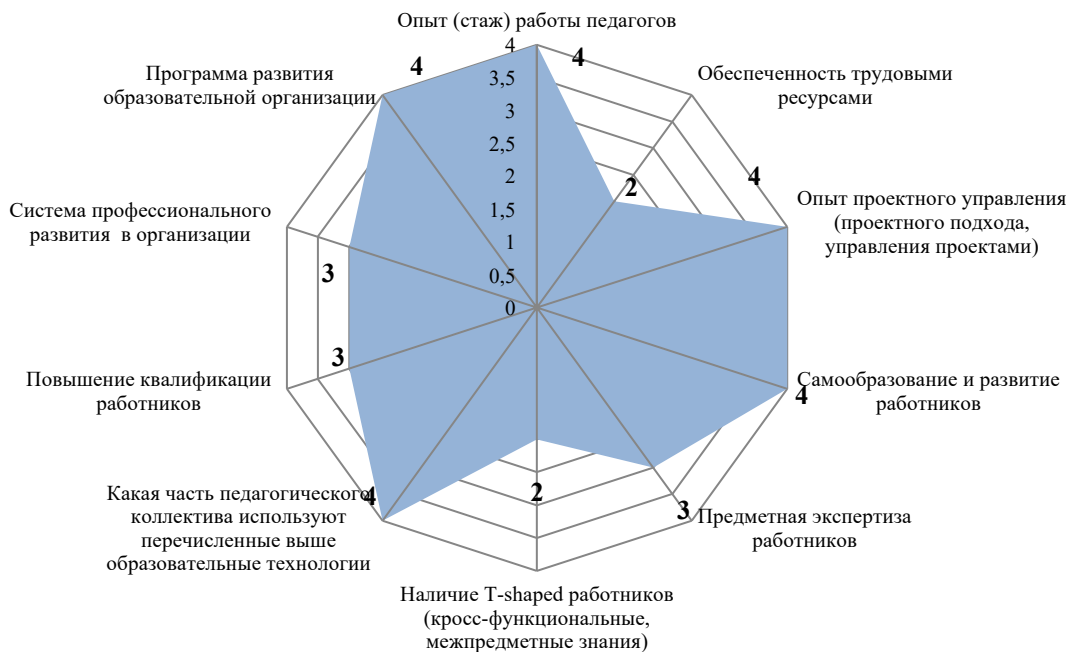 Опыт (стаж) работы педагогов
4
Обеспеченность трудовыми
ресурсами
2
4
Опыт проектного управления
(проектного подхода,
управления проектами)
Самообразование и развитие
работников
4
Предметная экспертиза
работников
3
Наличие T-shaped работников
(кросс-функциональные,
межпредметные знания)
2
Какая часть педагогического
коллектива используют
перечисленные выше
образовательные технологии
4
Повышение квалификации
работников
3
Система профессионального
развития в организации
3
Программа развития
образовательной организации
4
4
3,5
3
2,5
2
1,5
1
0,5
0